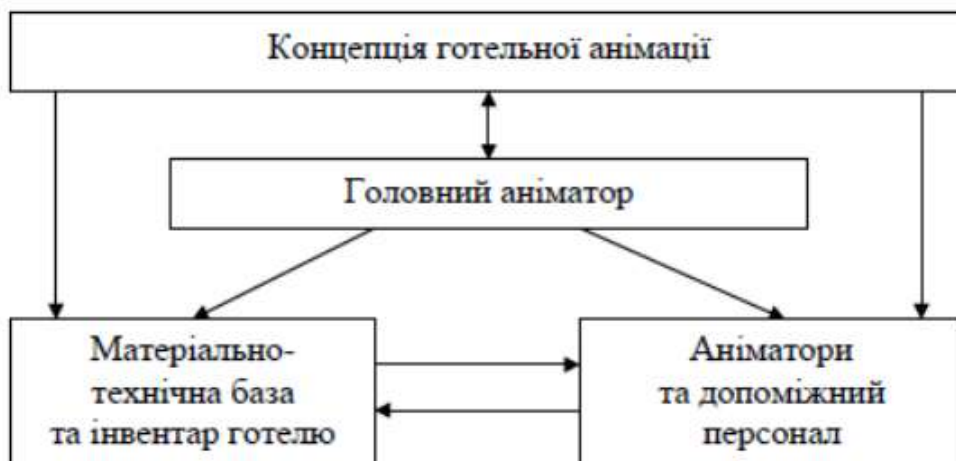 Концепція готельної анімації
Головний аніматор
Матеріально-
технічна база
та інвентар готелю
Аніматори
та допоміжний
персонал